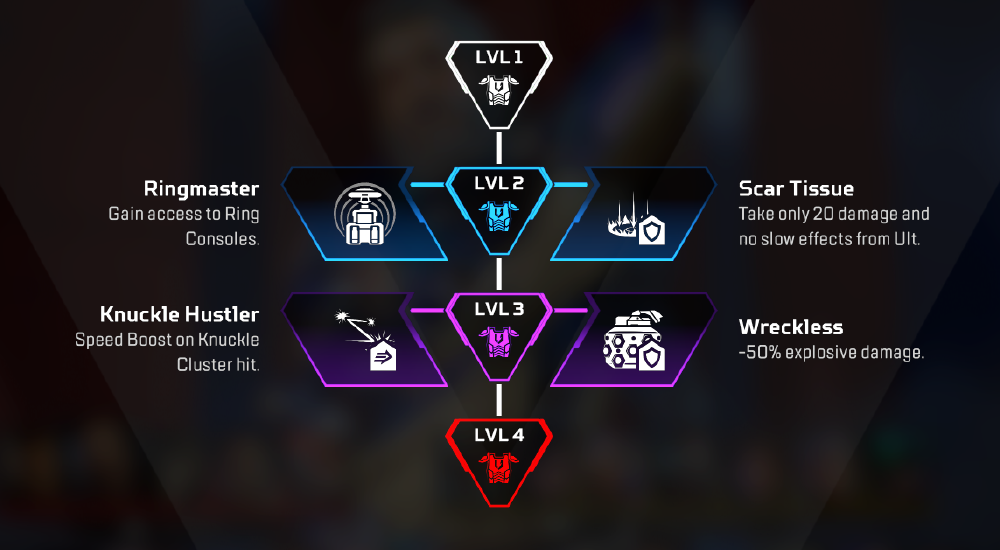 LVL 1
LVL 2
Ringmaster
Gain access to Ring
Consoles.
Scar Tissue
Take only 20 damage and
no slow effects from Ult.
LVL 3
Knuckle Hustler
Speed Boost on Knuckle
Cluster hit.
Wreckless
-50% explosive damage.
LVL 4